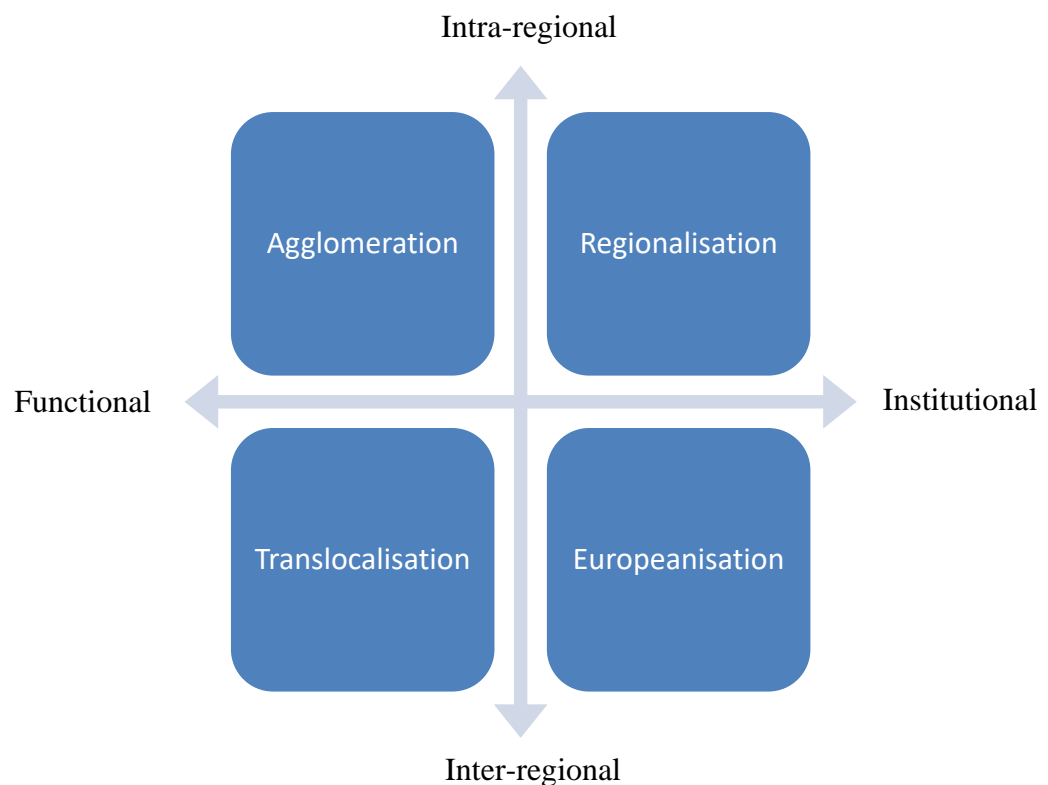 Intra-regional
Agglomeration
Regionalisation
Functional
Institutional
Translocalisation
Europeanisation
Inter-regional